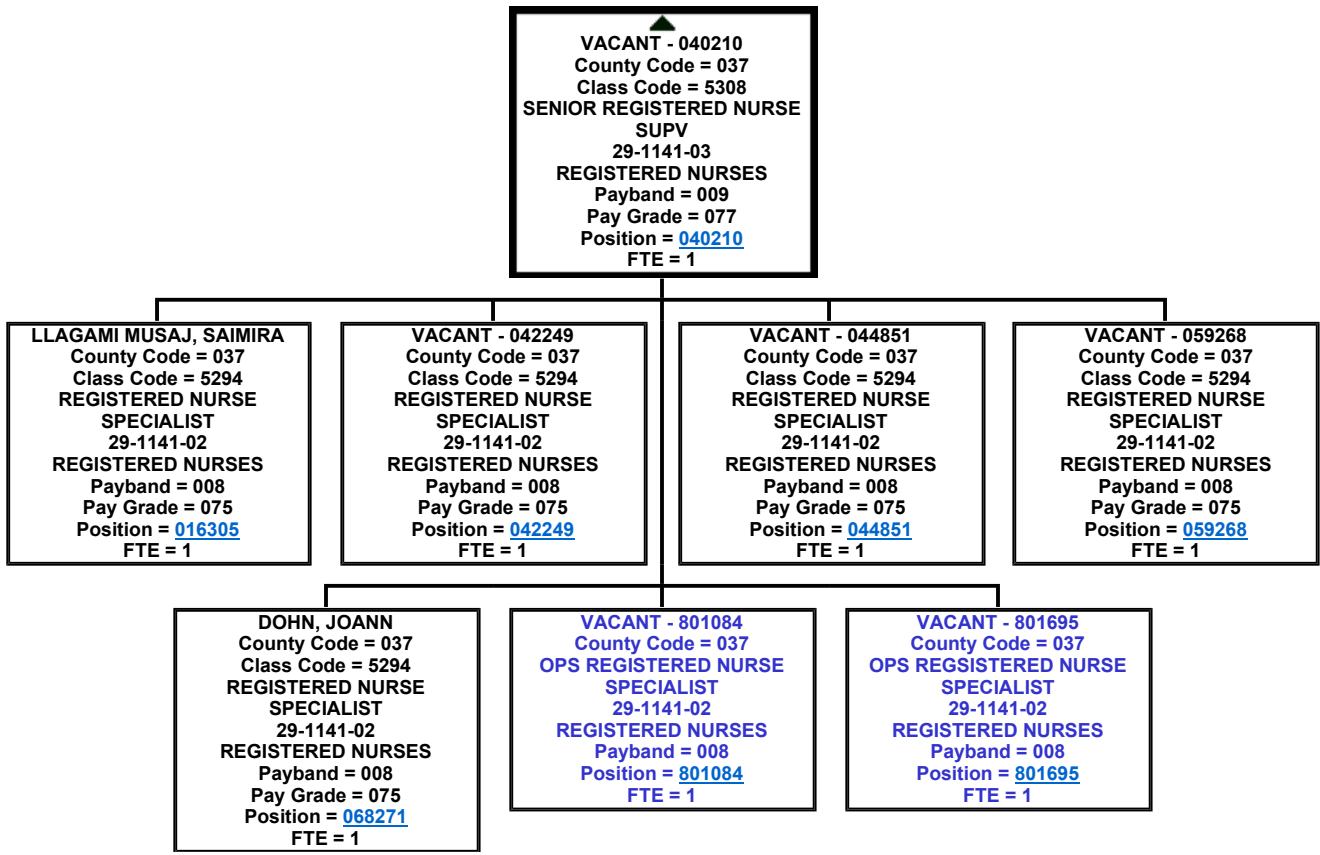 VACANT - 040210
County Code = 037
Class Code = 5308
SENIOR REGISTERED NURSE
SUPV
29-1141-03
REGISTERED NURSES
Payband = 009
Pay Grade = 077
Position = 040210
FTE = 1
LLAGAMI MUSAJ, SAIMIRA
County Code = 037
Class Code = 5294
REGISTERED NURSE
SPECIALIST
29-1141-02
REGISTERED NURSES
Payband = 008
Pay Grade = 075
Position = 016305
FTE = 1
VACANT - 042249
County Code = 037
Class Code = 5294
REGISTERED NURSE
SPECIALIST
29-1141-02
REGISTERED NURSES
Payband = 008
Pay Grade = 075
Position = 042249
FTE = 1
VACANT - 044851
County Code = 037
Class Code = 5294
REGISTERED NURSE
SPECIALIST
29-1141-02
REGISTERED NURSES
Payband = 008
Pay Grade = 075
Position = 044851
FTE = 1
VACANT - 059268
County Code = 037
Class Code = 5294
REGISTERED NURSE
SPECIALIST
29-1141-02
REGISTERED NURSES
Payband = 008
Pay Grade = 075
Position = 059268
FTE = 1
DOHN, JOANN
County Code = 037
Class Code = 5294
REGISTERED NURSE
SPECIALIST
29-1141-02
REGISTERED NURSES
Payband = 008
Pay Grade = 075
Position = 068271
FTE = 1
VACANT - 801084
County Code = 037
OPS REGISTERED NURSE
SPECIALIST
29-1141-02
REGISTERED NURSES
Payband = 008
Position = 801084
FTE = 1
VACANT - 801695
County Code = 037
OPS REGSISTERED NURSE
SPECIALIST
29-1141-02
REGISTERED NURSES
Payband = 008
Position = 801695
FTE = 1